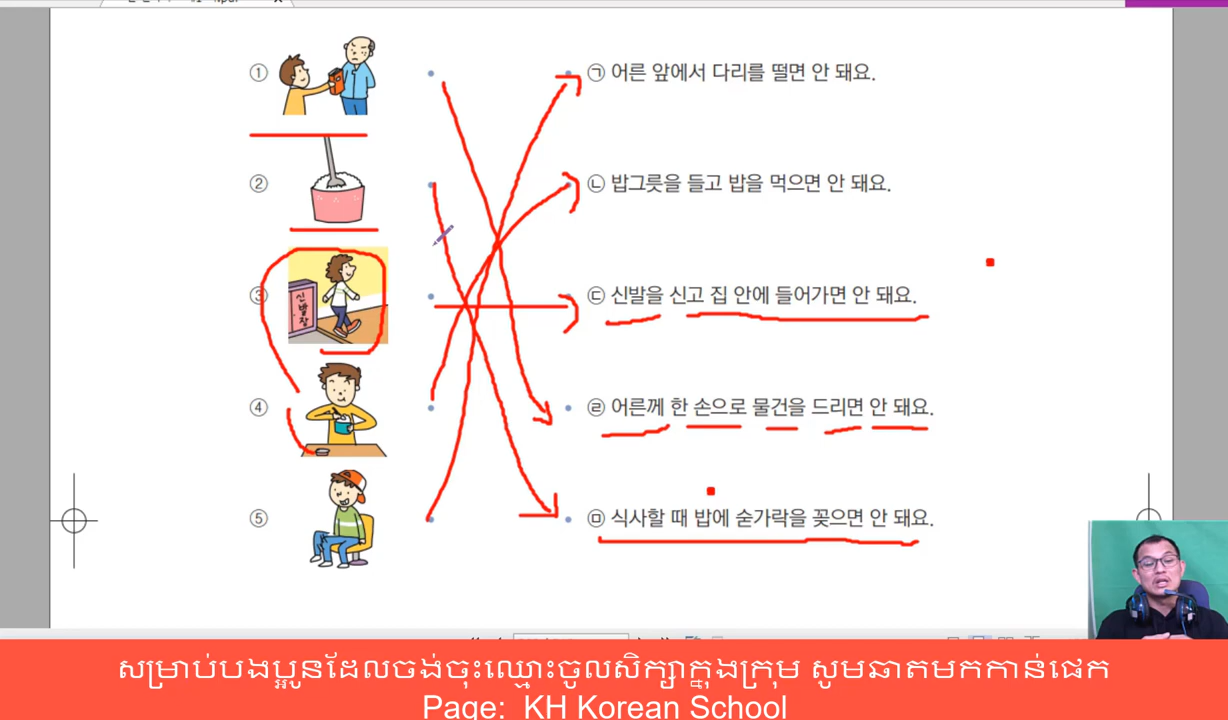 ① ㉠ 어른 앞에서 다리를 떨면 안 돼요.
② ㉡ 밥그릇을 들고 밥을 먹으면 안 돼요.
③ 신발장 ㉢ 신발을 신고 집 안에 들어가면 안 돼요.
④ ㉣ 어른께 한 손으로 물건을 드리면 안 돼요.
⑤ ㉤ 식사할 때 밥에 숟가락을 꽂으면 안 돼요.
សម្រាប់បងប្អូនដែលចង់ចុះឈ្មោះចូលសិក្សាក្នុងក្រុម សូមឆាតមកកាន់ផេក
Page: KH Korean School